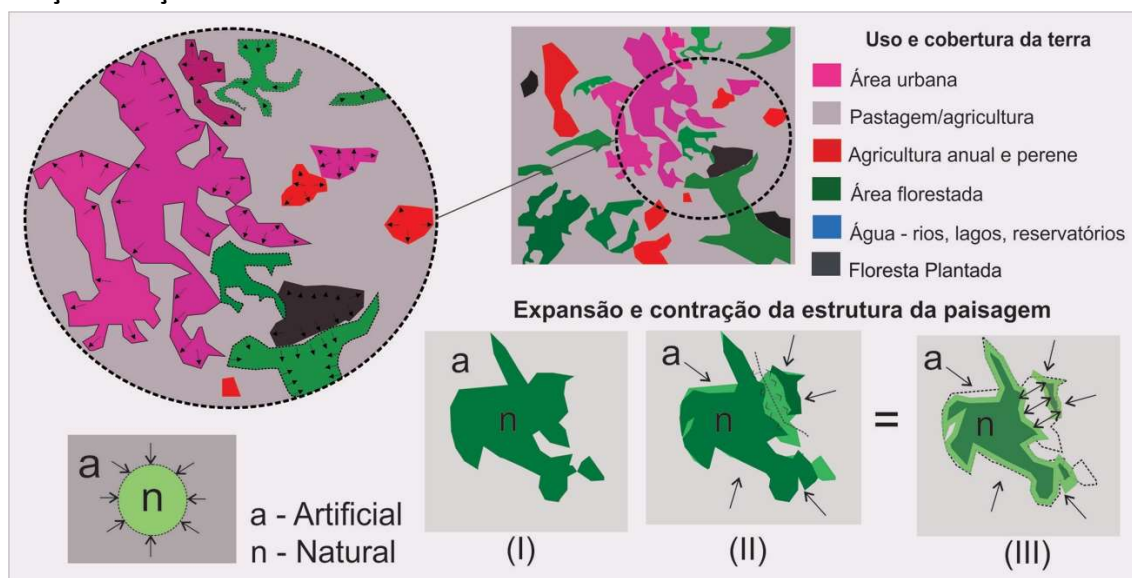 Uso e cobertura da terra
Área urbana
Pastagem/agricultura
Agricultura anual e perene
Área florestada
Água - rios, lagos, reservatórios
Floresta Plantada
Expansão e contração da estrutura da paisagem
a
n
a - Artificial
n - Natural
a
n
(I)
a
n
(II)
=
a
n
(III)